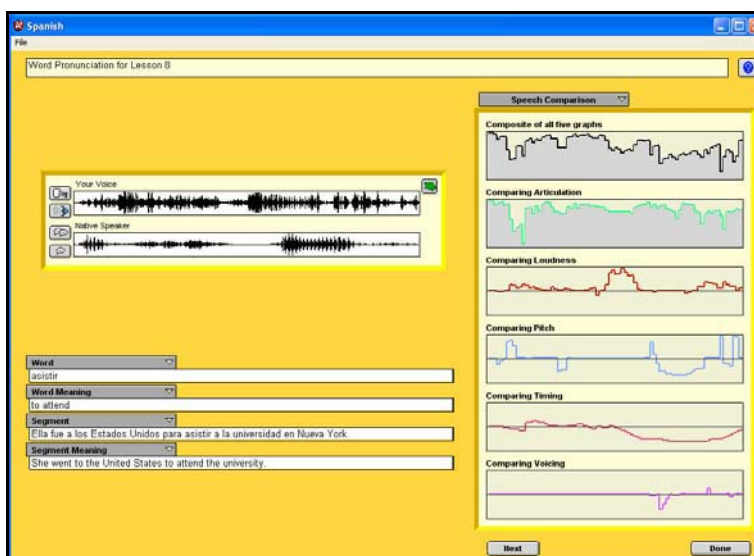 Spanish
File
Word Pronunciation for Lesson 8
Your Voice
Native Speaker
Word
asistir
Word Meaning
to attend
Segment
Ella fue a los Estados Unidos para asistir a la universidad en Nueva York.
Segment Meaning
She went to the United States to attend the university.
Speech Comparison
Composite of all five graphs
Comparing Articulation
Comparing Loudness
Comparing Pitch
Comparing Timing
Comparing Voicing
Next
Done